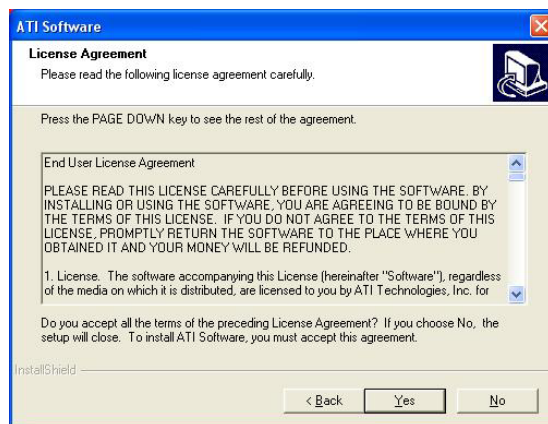 ATI Software
License Agreement
Please read the following license agreement carefully.
Press the PAGE DOWN key to see the rest of the agreement.
End User License Agreement
PLEASE READ THIS LICENSE CAREFULLY BEFORE USING THE SOFTWARE. BY
INSTALLING OR USING THE SOFTWARE, YOU ARE AGREEING TO BE BOUND BY
THE TERMS OF THIS LICENSE. IF YOU DO NOT AGREE TO THE TERMS OF THIS
LICENSE, PROMPTLY RETURN THE SOFTWARE TO THE PLACE WHERE YOU
OBTAINED IT AND YOUR MONEY WILL BE REFUNDED.
1. License. The software accompanying this License (hereinafter "Software"), regardless
of the media on which it is distributed, are licensed to you by ATI Technologies, Inc. for
Do you accept all the terms of the preceding License Agreement? If you choose No, the
setup will close. To install ATI Software, you must accept this agreement.
InstallShield
< Back Yes No